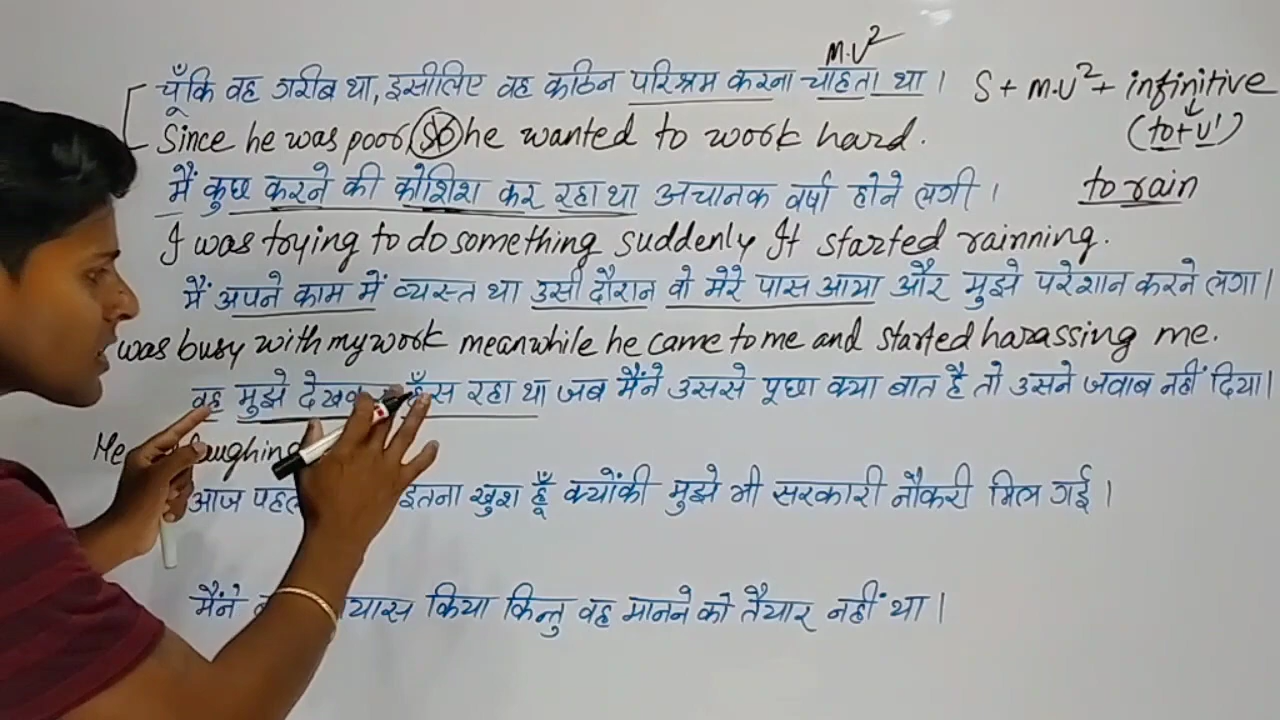 M.V²
चूँकि वह गरीब था, इसीलिए वह कठिन परिश्रम करना चाहता था। S + M.V² + infinitive
Since he was poor, so he wanted to work hard. (to+V¹)
मैं कुछ करने की कोशिश कर रहा था अचानक वर्षा होने लगी। to rain
I was trying to do something suddenly It started rainning.
मैं अपने काम में व्यस्त था उसी दौरान वो मेरे पास आया और मुझे परेशान करने लगा।
was busy with my work meanwhile he came to me and started harassing me.
वह मुझे हँस रहा था जब मैंने उससे पूछा क्या बात है तो उसने जवाब नहीं दिया।
He laughing
आज इतना खुश हूँ क्योंकी मुझे भी सरकारी नौकरी मिल गई।
मैंने किया किन्तु वह मानने को तैयार नहीं था।